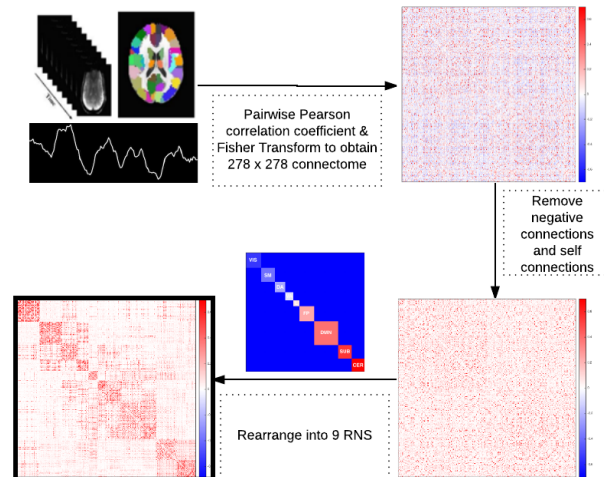 Time
Pairwise Pearson
correlation coefficient &
Fisher Transform to obtain
278 x 278 connectome
Remove
negative
connections
and self
connections
VIS
SM
DA
FP
DMN
SUB
CER
Rearrange into 9 RNS